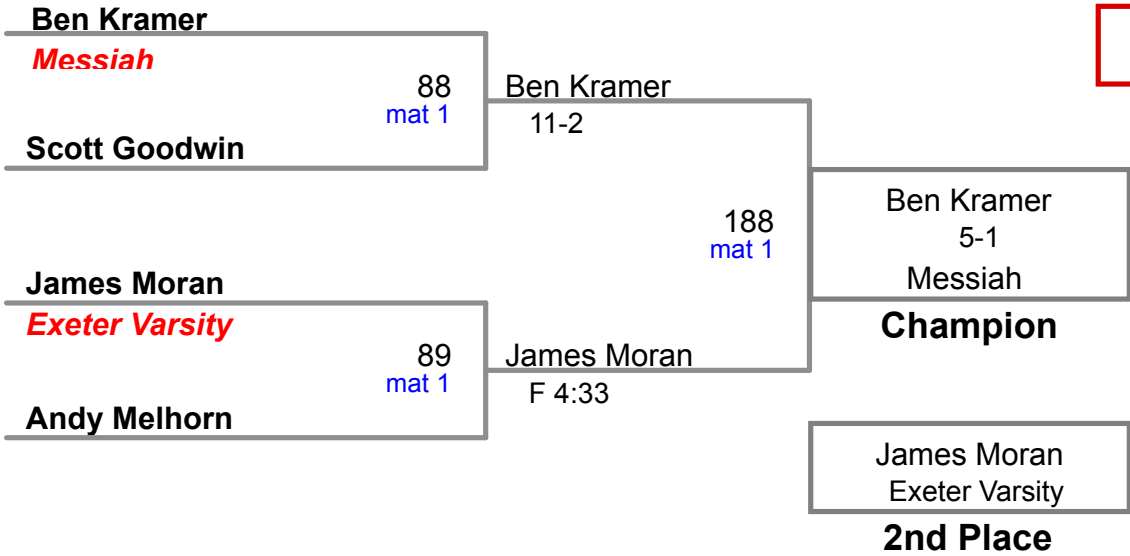 Ben Kramer
Messiah
88
mat 1
Scott Goodwin
Ben Kramer
11-2
James Moran
Exeter Varsity
89
mat 1
Andy Melhorn
James Moran
F 4:33
188
mat 1
Ben Kramer
5-1
Messiah
Champion
James Moran
Exeter Varsity
2nd Place